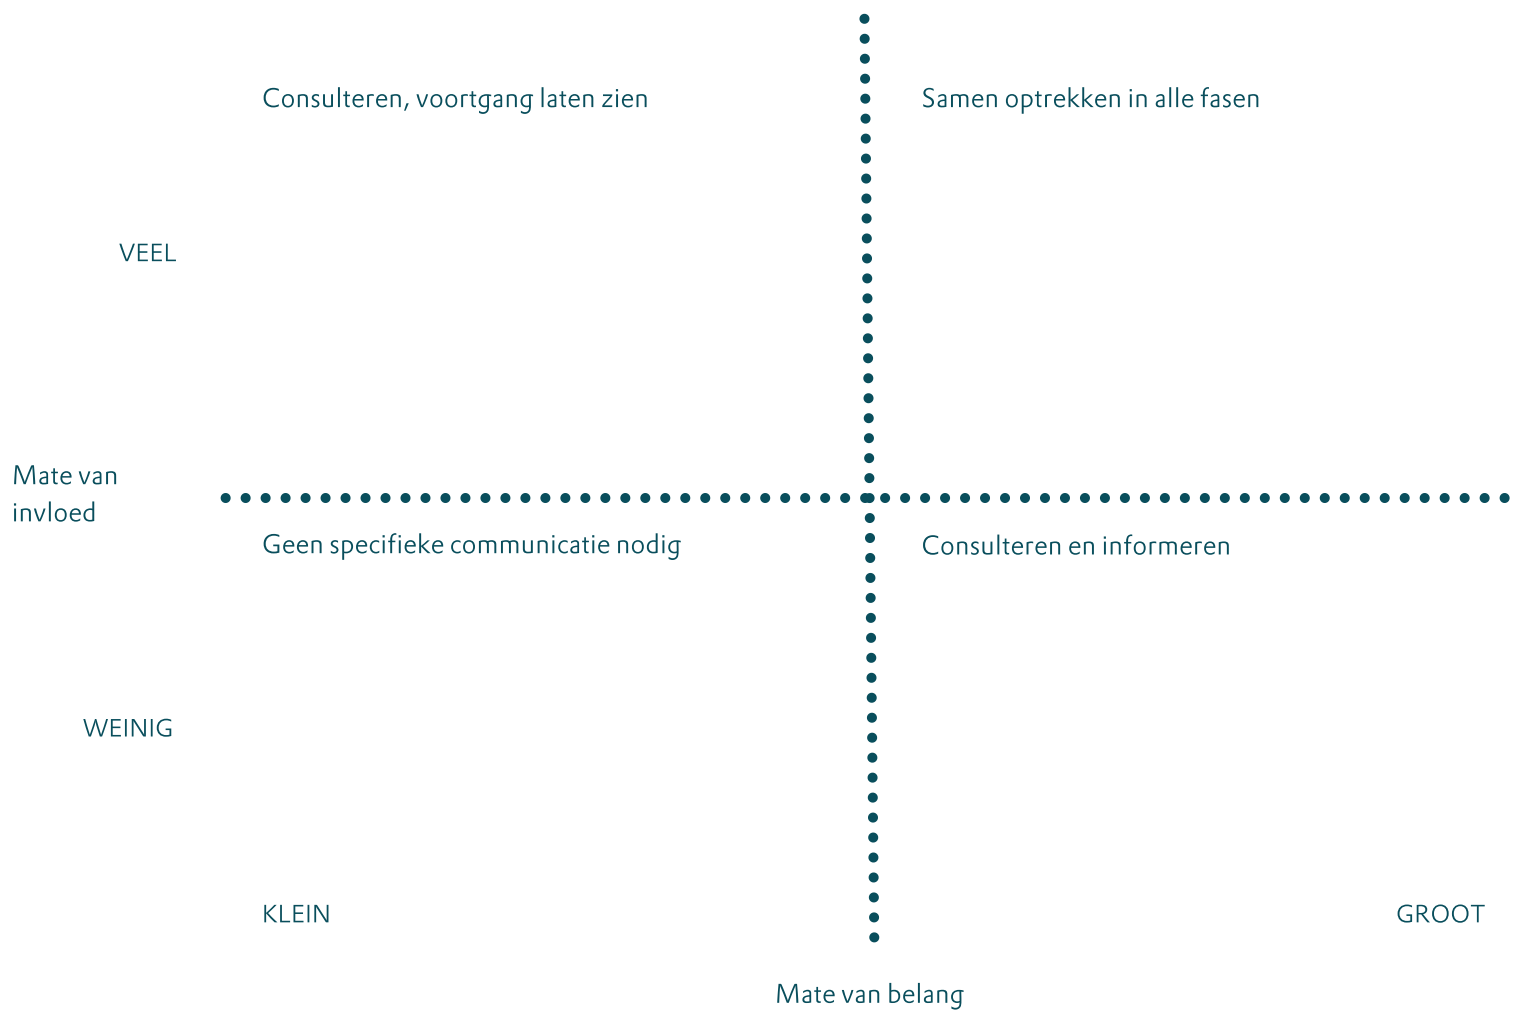 Consulteren, voortgang laten zien
Samen optrekken in alle fasen
VEEL
Mate van
invloed
Geen specifieke communicatie nodig
Consulteren en informeren
WEINIG
KLEIN
GROOT
Mate van belang